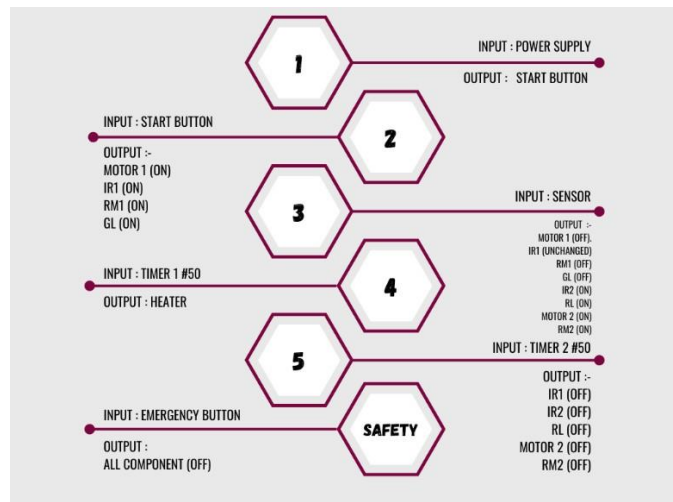 1
INPUT : POWER SUPPLY
OUTPUT : START BUTTON
2
INPUT : START BUTTON
OUTPUT :-
MOTOR 1 (ON)
IR1 (ON)
RM1 (ON)
GL (ON)
3
INPUT : SENSOR
OUTPUT :-
MOTOR 1 (OFF).
IR1 (UNCHANGED)
RM1 (OFF)
GL (OFF)
IR2 (ON)
RL (ON)
MOTOR 2 (ON)
RM2 (ON)
4
INPUT : TIMER 1 #50
OUTPUT : HEATER
5
INPUT : TIMER 2 #50
OUTPUT :-
IR1 (OFF)
IR2 (OFF)
RL (OFF)
MOTOR 2 (OFF)
RM2 (OFF)
SAFETY
INPUT : EMERGENCY BUTTON
OUTPUT :
ALL COMPONENT (OFF)